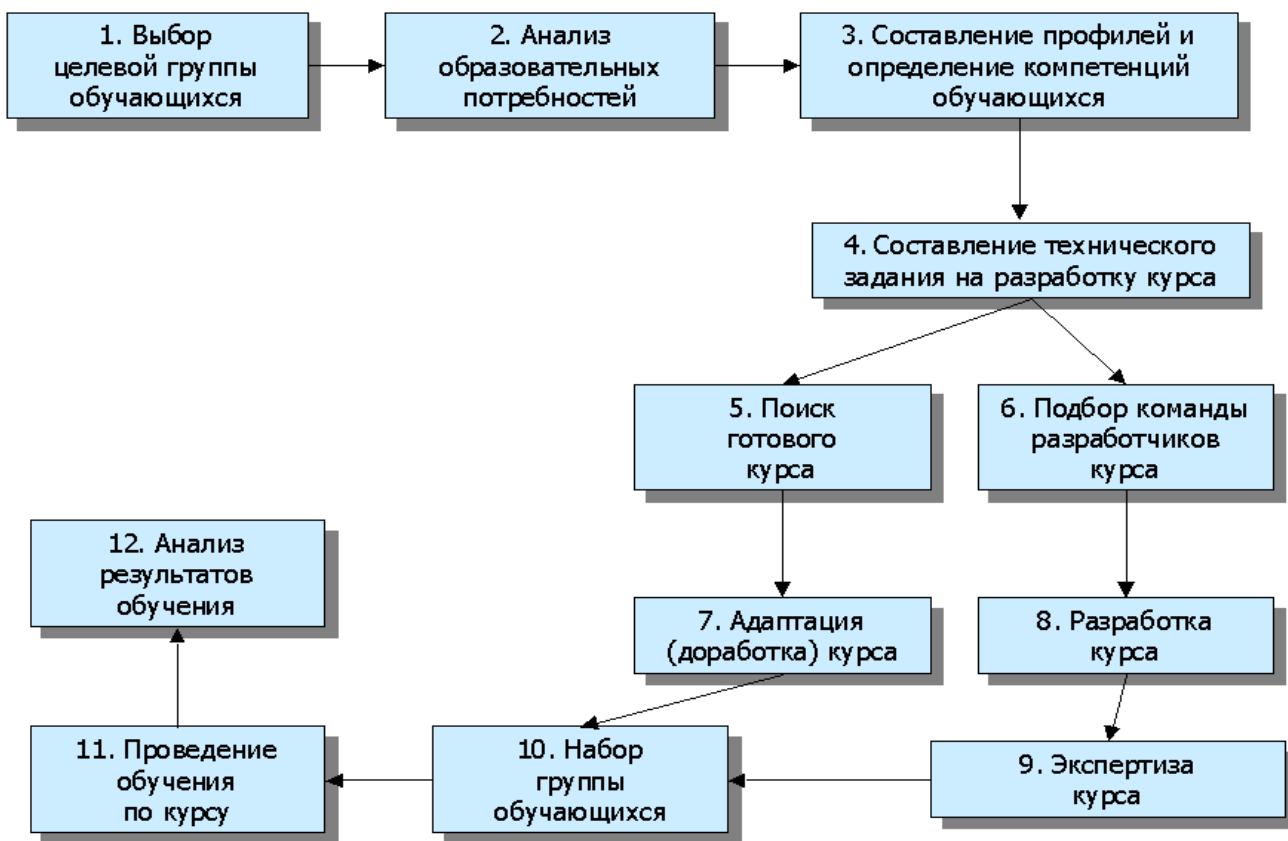 1. Выбор
целевой группы
обучающихся
2. Анализ
образовательных
потребностей
3. Составление профилей и
определение компетенций
обучающихся
4. Составление технического
задания на разработку курса
5. Поиск
готового
курса
6. Подбор команды
разработчиков
курса
7. Адаптация
(доработка) курса
8. Разработка
курса
9. Экспертиза
курса
10. Набор
группы
обучающихся
11. Проведение
обучения
по курсу
12. Анализ
результатов
обучения